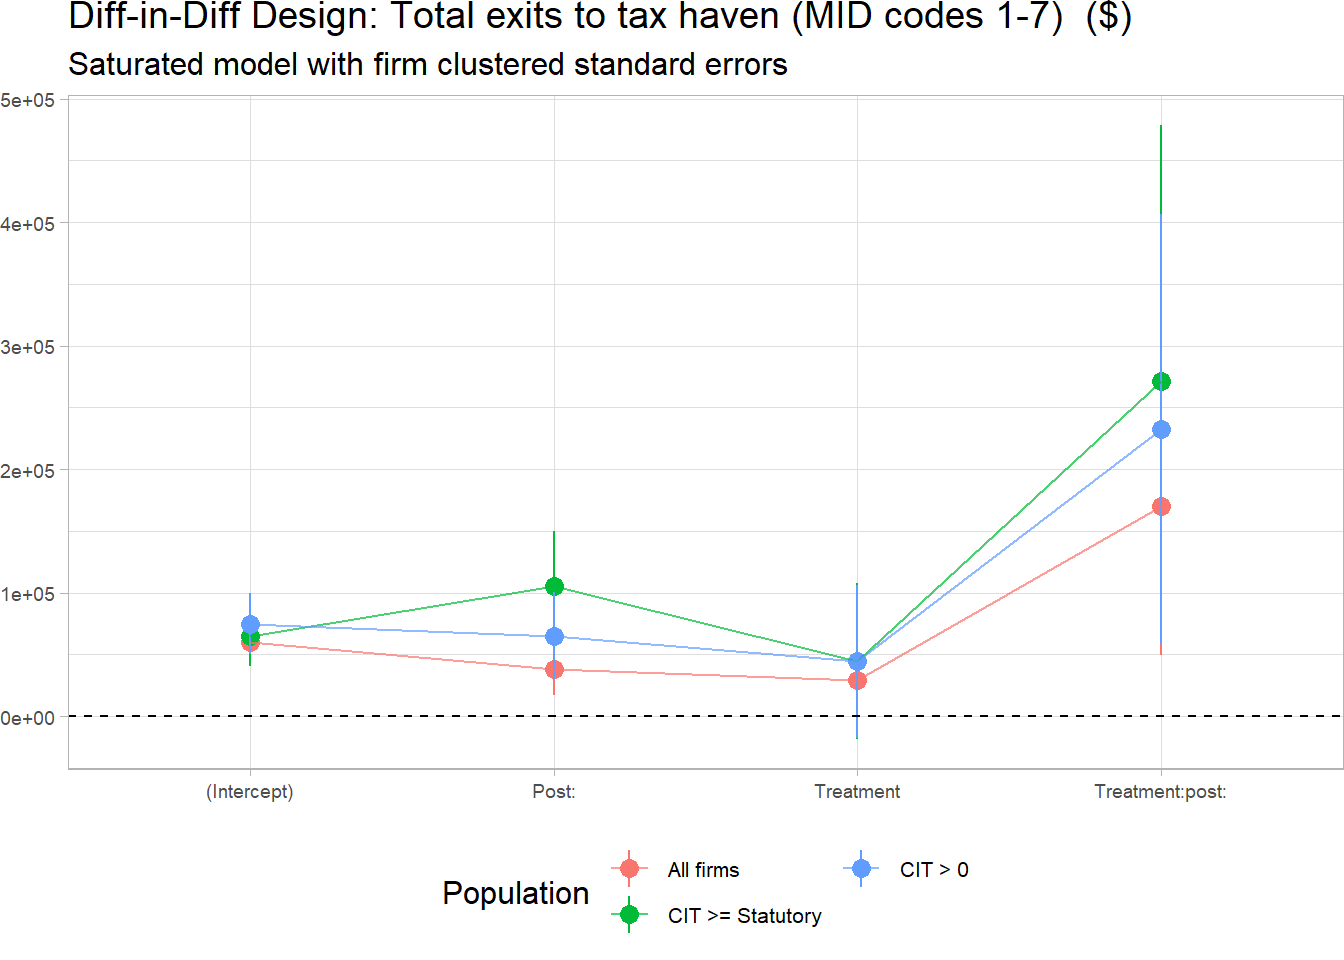 Diff-in-Diff Design: Total exits to tax haven (MID codes 1-7)  ($)
Saturated model with firm clustered standard errors
5e+05
4e+05
3e+05
2e+05
1e+05
0e+00
(Intercept)
Post:
Treatment
Treatment:post:
Population
All firms
CIT > 0
CIT >= Statutory